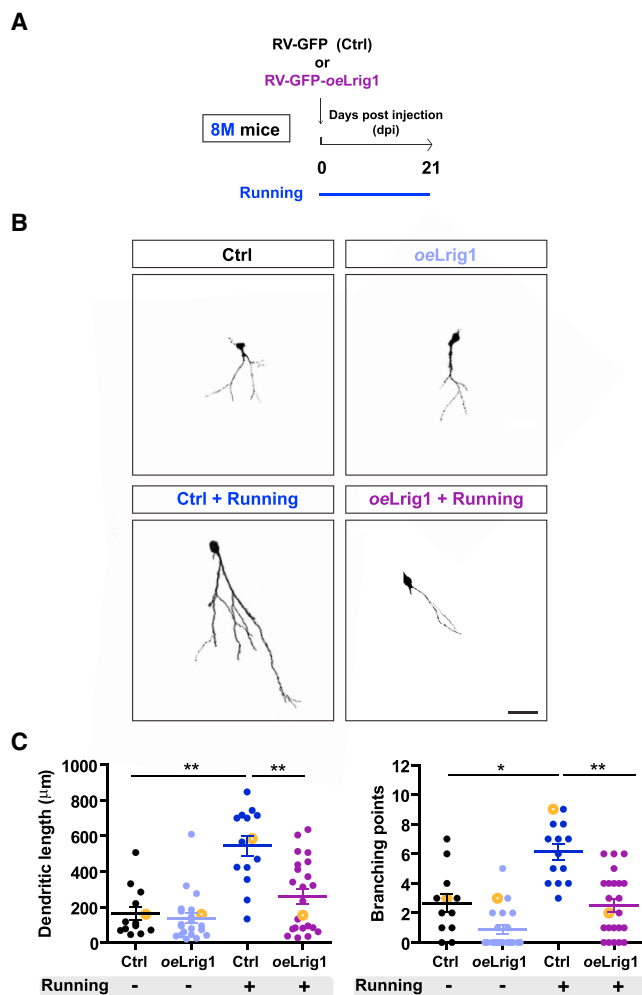 A
RV-GFP (Ctrl)
or
RV-GFP-oeLrig1
8M mice
Days post injection
(dpi)
0 21
Running
B
Ctrl
oeLrig1
Ctrl + Running
oeLrig1 + Running
C
Dendritic length (μm)
1000
800
600
400
200
0
** **
Ctrl oeLrig1 Ctrl oeLrig1
Running - - + +
Branching points
12
10
8
6
4
2
0
* **
Ctrl oeLrig1 Ctrl oeLrig1
Running - - + +